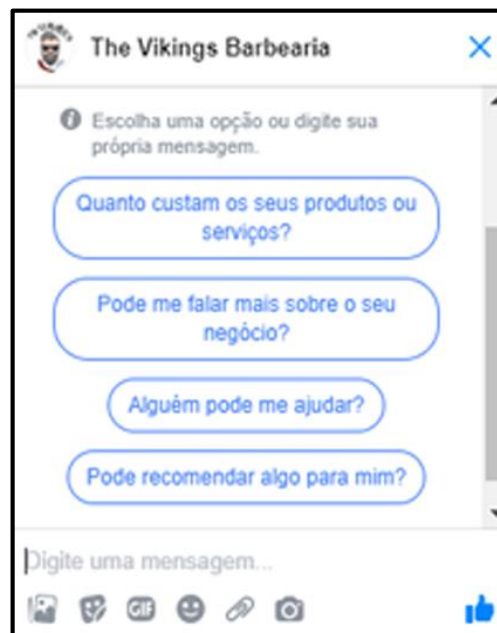 The Vikings Barbearia
Escolha uma opção ou digite sua
própria mensagem.
Quanto custam os seus produtos ou
serviços?
Pode me falar mais sobre o seu
negócio?
Alguém pode me ajudar?
Pode recomendar algo para mim?
Digite uma mensagem...
GIF